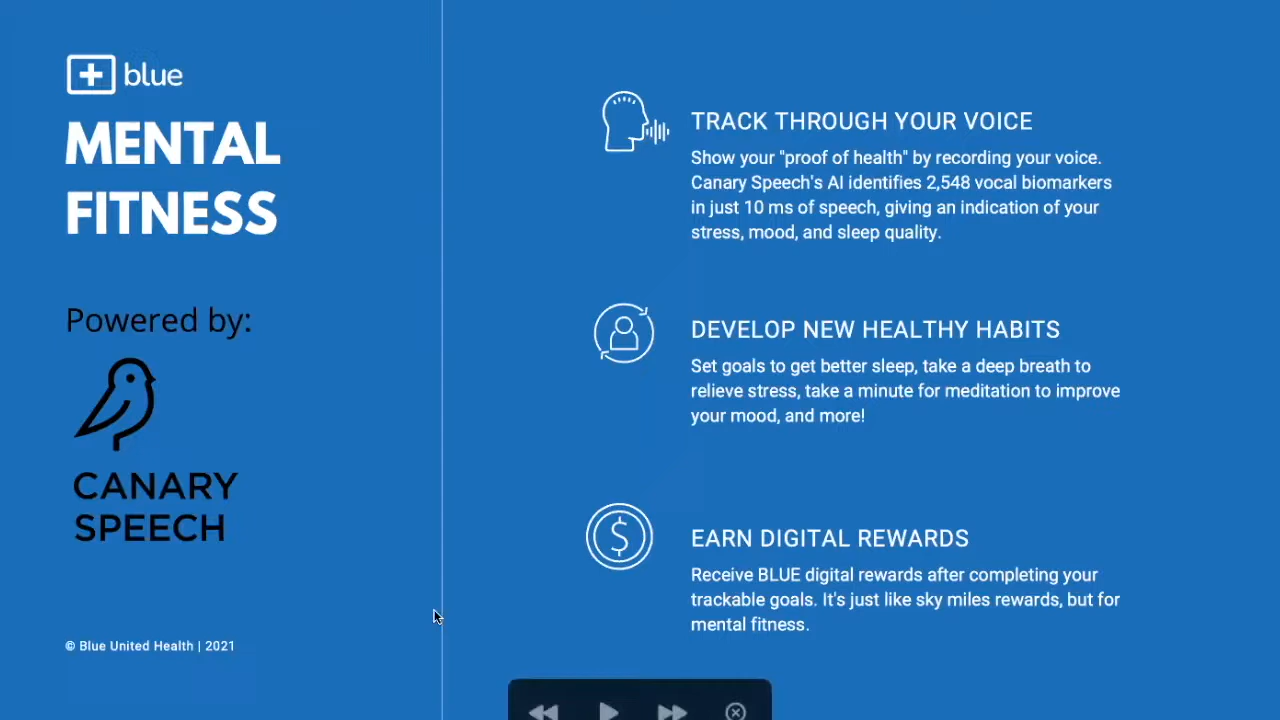 blue
MENTAL
FITNESS
Powered by:
CANARY
SPEECH
© Blue United Health | 2021
TRACK THROUGH YOUR VOICE
Show your "proof of health" by recording your voice.
Canary Speech's AI identifies 2,548 vocal biomarkers
in just 10 ms of speech, giving an indication of your
stress, mood, and sleep quality.
DEVELOP NEW HEALTHY HABITS
Set goals to get better sleep, take a deep breath to
relieve stress, take a minute for meditation to improve
your mood, and more!
$
EARN DIGITAL REWARDS
Receive BLUE digital rewards after completing your
trackable goals. It's just like sky miles rewards, but for
mental fitness.